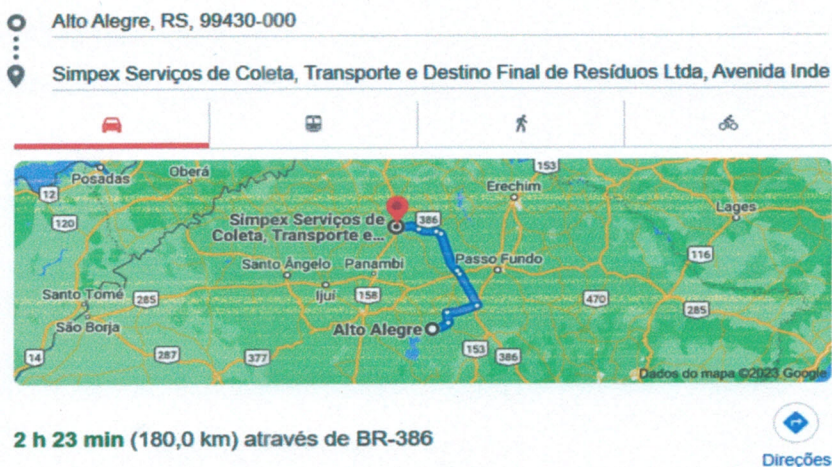 Alto Alegre, RS, 99430-000
Simpex Serviços de Coleta, Transporte e Destino Final de Resíduos Ltda, Avenida Inde
153
Posadas
Oberá
12
Erechim
120
Simpex Serviços de
Coleta, Transporte e...
386
Lages
116
Santo Ângelo
Panambi
Passo Fundo
Santo Tomé
285
Ijuí
158
470
285
São Borja
Alto Alegre
14
287
377
153
386
Dados do mapa ©2023 Google
2 h 23 min (180,0 km) através de BR-386
Direções